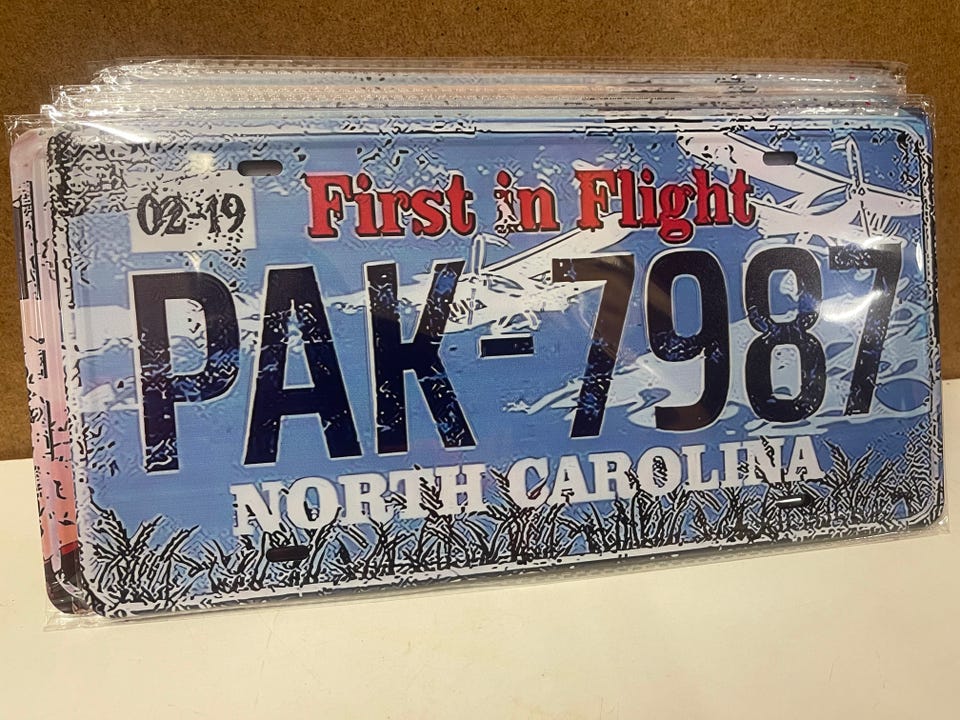 First in Flight
02-19
PAK-7987
NORTH CAROLINA